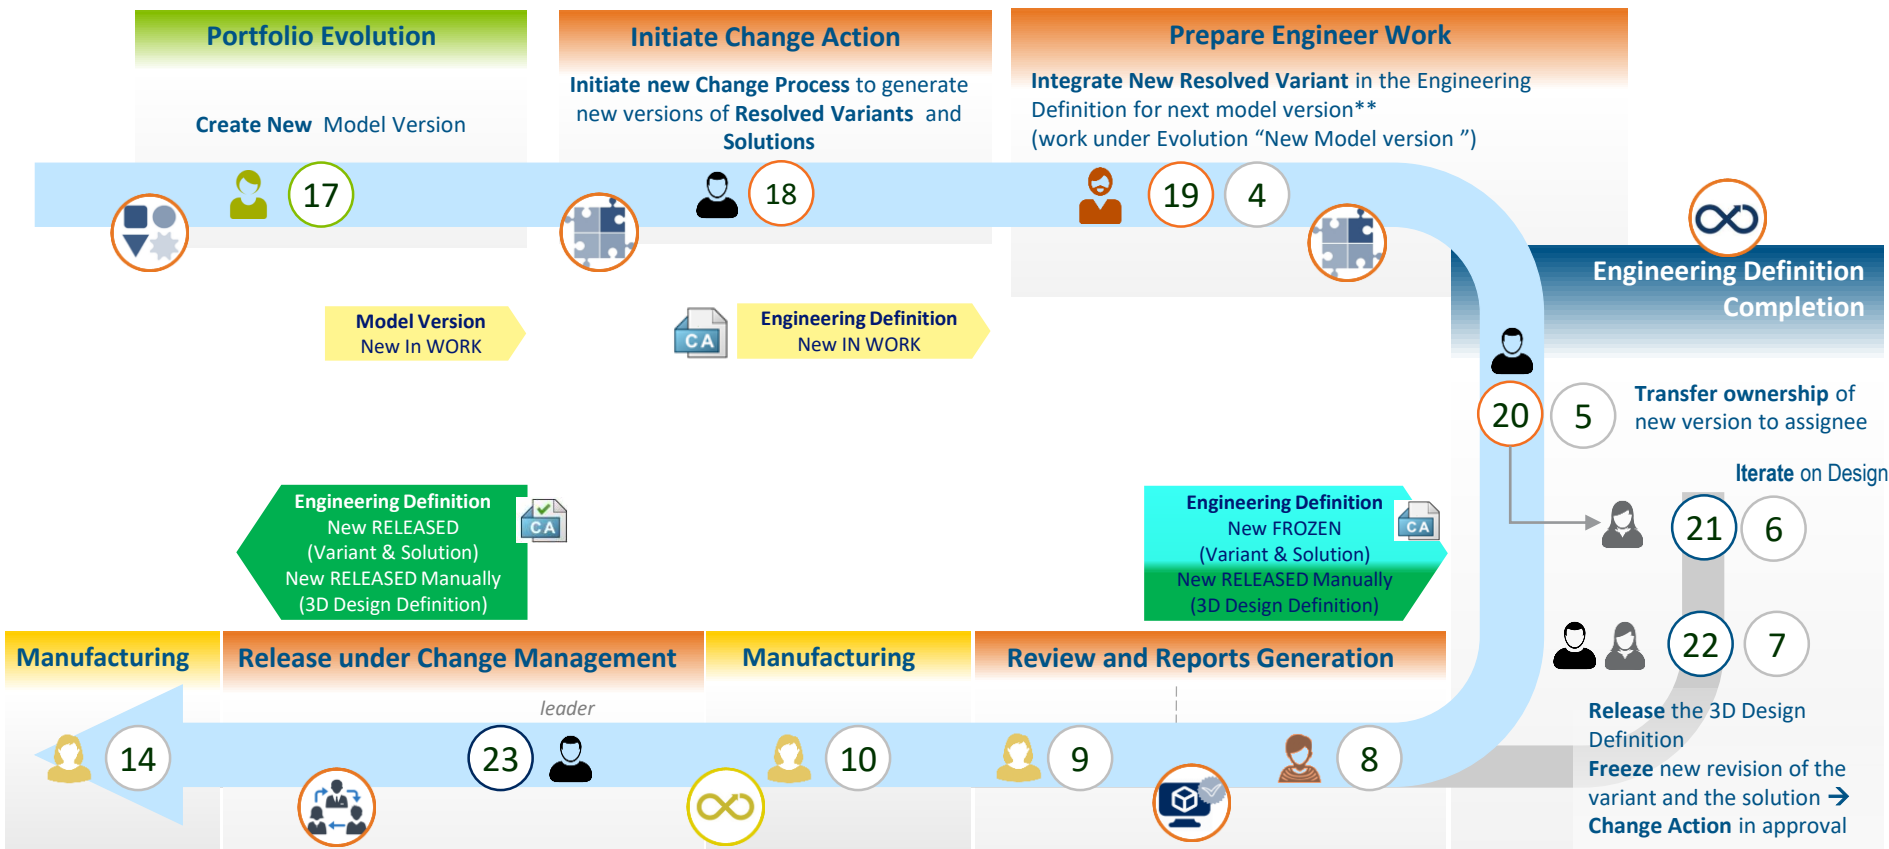 Portfolio Evolution
Create New Model Version
17
Initiate Change Action
Initiate new Change Process to generate
new versions of Resolved Variants and
Solutions
18
Prepare Engineer Work
Integrate New Resolved Variant in the Engineering
Definition for next model version**
(work under Evolution “New Model version ”)
19
4
Model Version
New In WORK
CA
Engineering Definition
New IN WORK
Engineering Definition
Completion
20
5
Transfer ownership of
new version to assignee
Iterate on Design
21
6
22
7
Release the 3D Design
Definition
Freeze new revision of the
variant and the solution →
Change Action in approval
Engineering Definition
New RELEASED
(Variant & Solution)
New RELEASED Manually
(3D Design Definition)
CA
Engineering Definition
New FROZEN
(Variant & Solution)
New RELEASED Manually
(3D Design Definition)
CA
Manufacturing
14
Release under Change Management
leader
23
Manufacturing
10
Review and Reports Generation
9
8